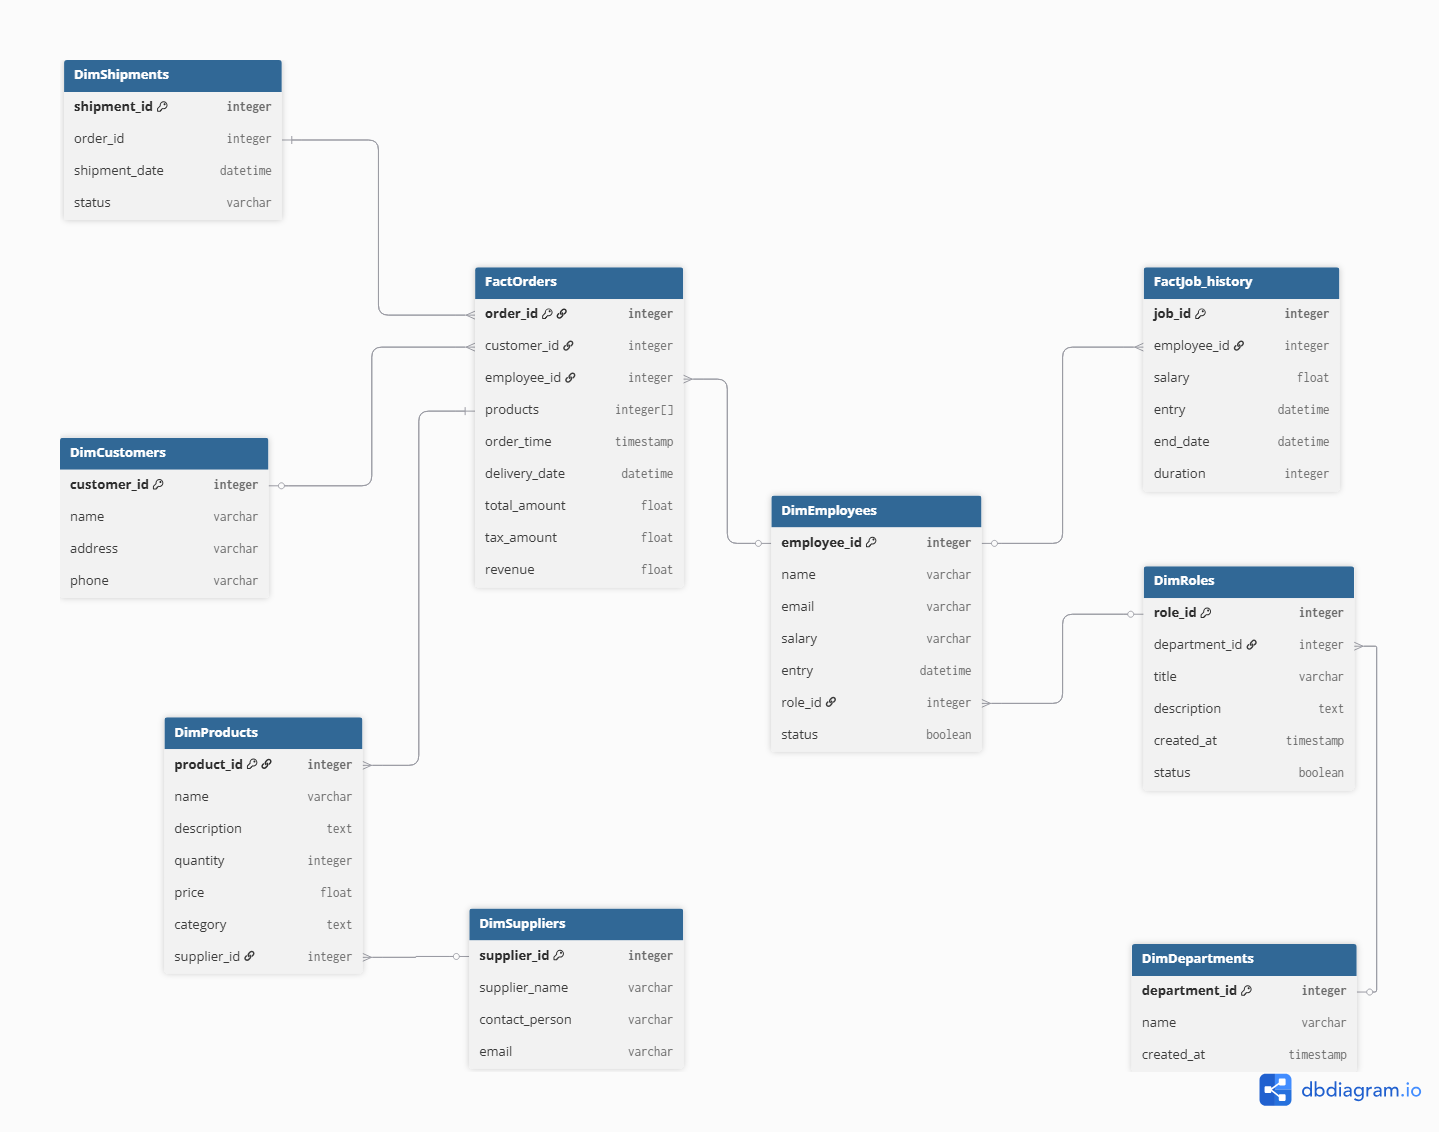 DimShipments
shipment_id integer
order_id integer
shipment_date datetime
status varchar
FactOrders
order_id integer
customer_id integer
employee_id integer
products integer[]
order_time timestamp
delivery_date datetime
total_amount float
tax_amount float
revenue float
FactJob_history
job_id integer
employee_id integer
salary float
entry datetime
end_date datetime
duration integer
DimCustomers
customer_id integer
name varchar
address varchar
phone varchar
DimEmployees
employee_id integer
name varchar
email varchar
salary varchar
entry datetime
role_id integer
status boolean
DimRoles
role_id integer
department_id integer
title varchar
description text
created_at timestamp
status boolean
DimProducts
product_id integer
name varchar
description text
quantity integer
price float
category text
supplier_id integer
DimSuppliers
supplier_id integer
supplier_name varchar
contact_person varchar
email varchar
DimDepartments
department_id integer
name varchar
created_at timestamp
dbdiagram.io